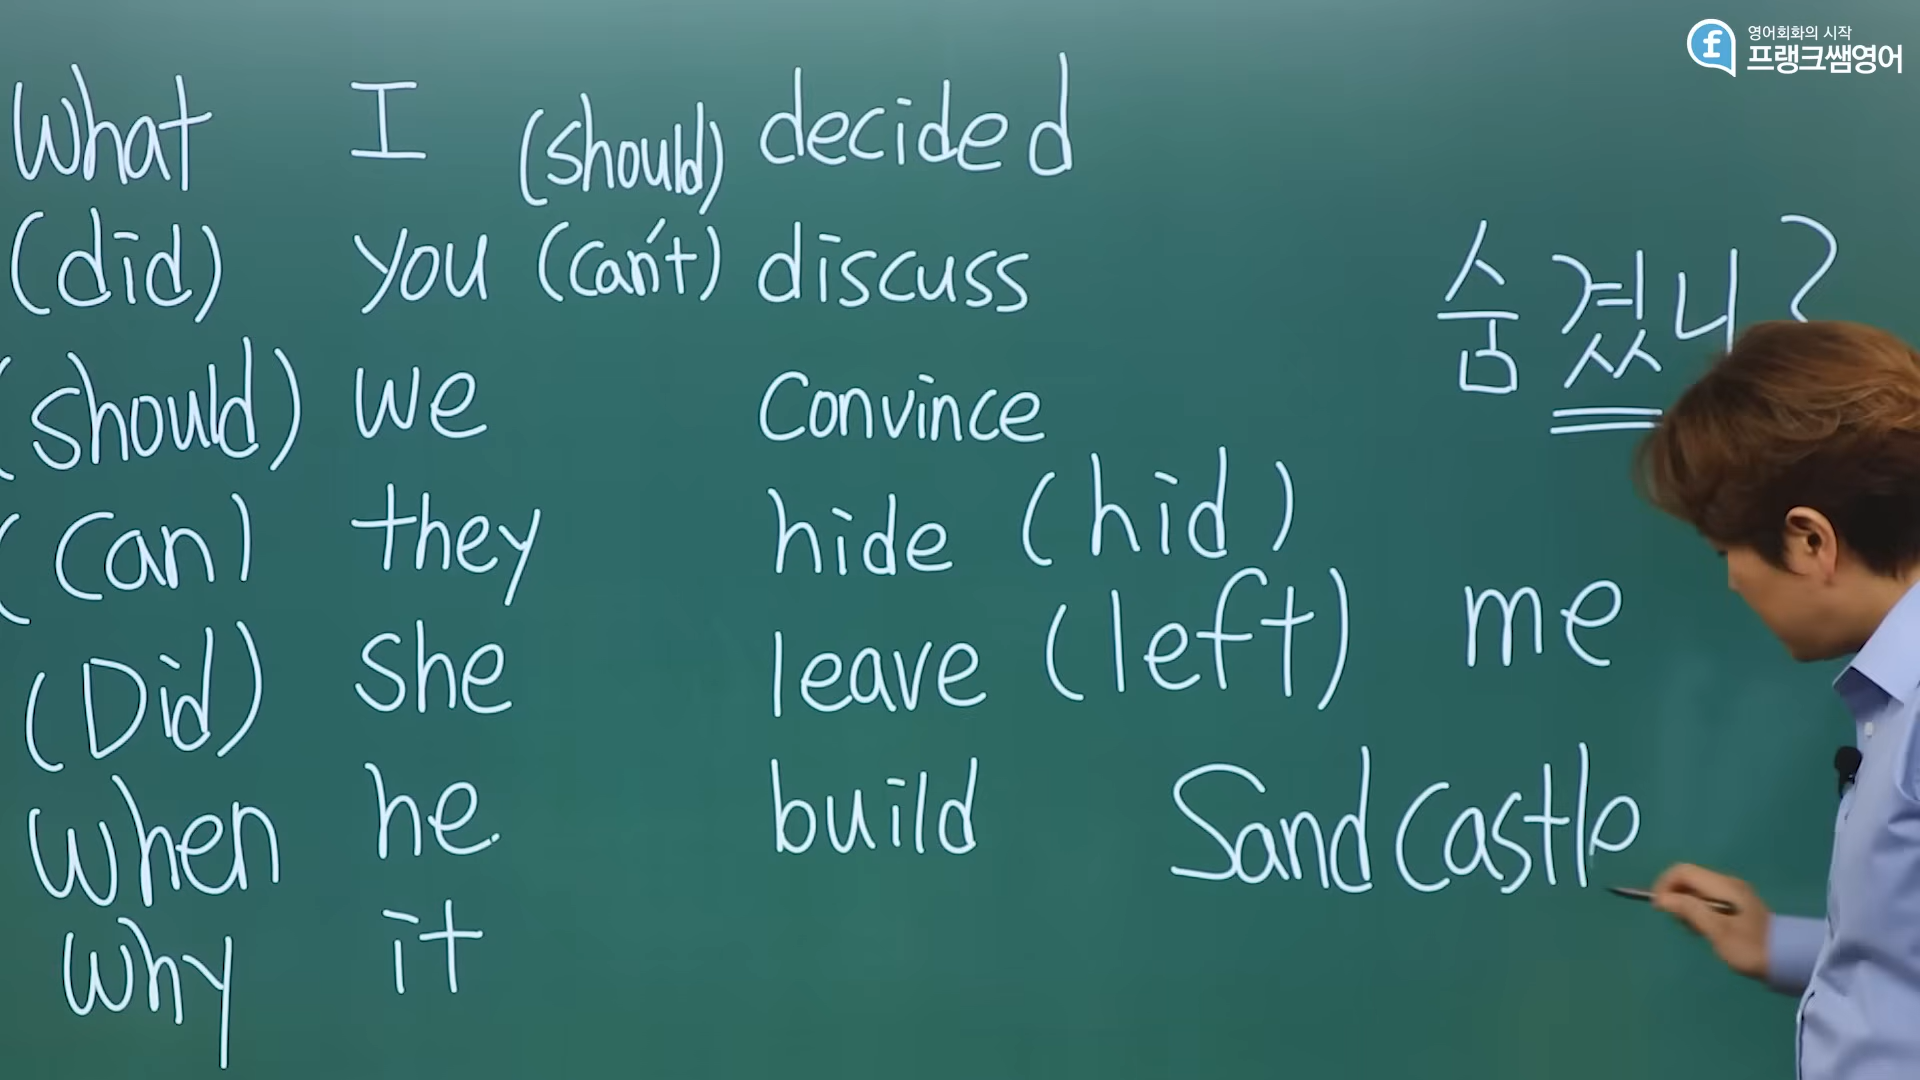 영어회화의 시작
프랭크쌤영어
What I (should) decided
(did) you (can't) discuss
숨겼니?
(should) we Convince
(Can) they hide (hid)
(Did) she leave (left) me
When he build Sandcastle
Why it